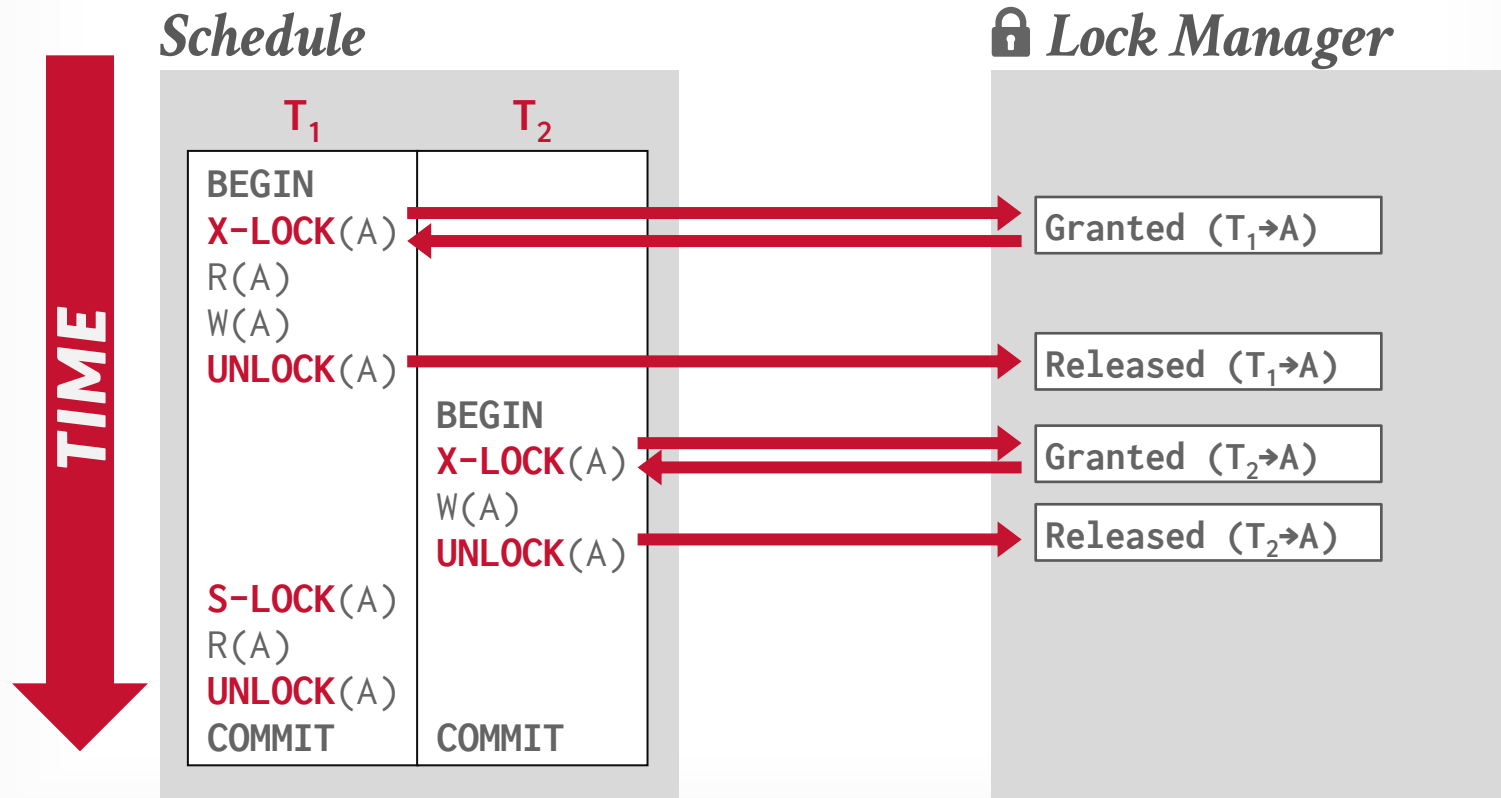 Schedule
Lock Manager
TIME
T₁ T₂
BEGIN
X-LOCK(A)
R(A)
W(A)
UNLOCK(A)
BEGIN
X-LOCK(A)
W(A)
UNLOCK(A)
S-LOCK(A)
R(A)
UNLOCK(A)
COMMIT COMMIT
Granted (T₁→A)
Released (T₁→A)
Granted (T₂→A)
Released (T₂→A)